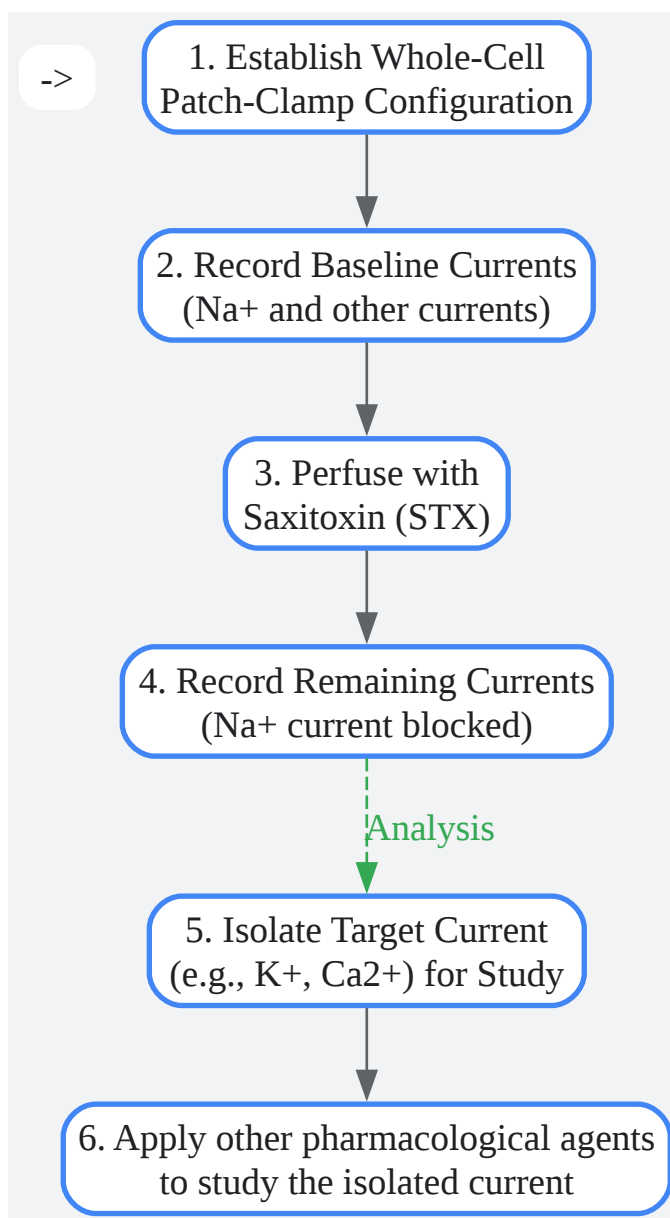 ->
1. Establish Whole-Cell
Patch-Clamp Configuration
2. Record Baseline Currents
(Na+ and other currents)
3. Perfuse with
Saxitoxin (STX)
4. Record Remaining Currents
(Na+ current blocked)
Analysis
5. Isolate Target Current
(e.g., K+, Ca2+) for Study
6. Apply other pharmacological agents
to study the isolated current